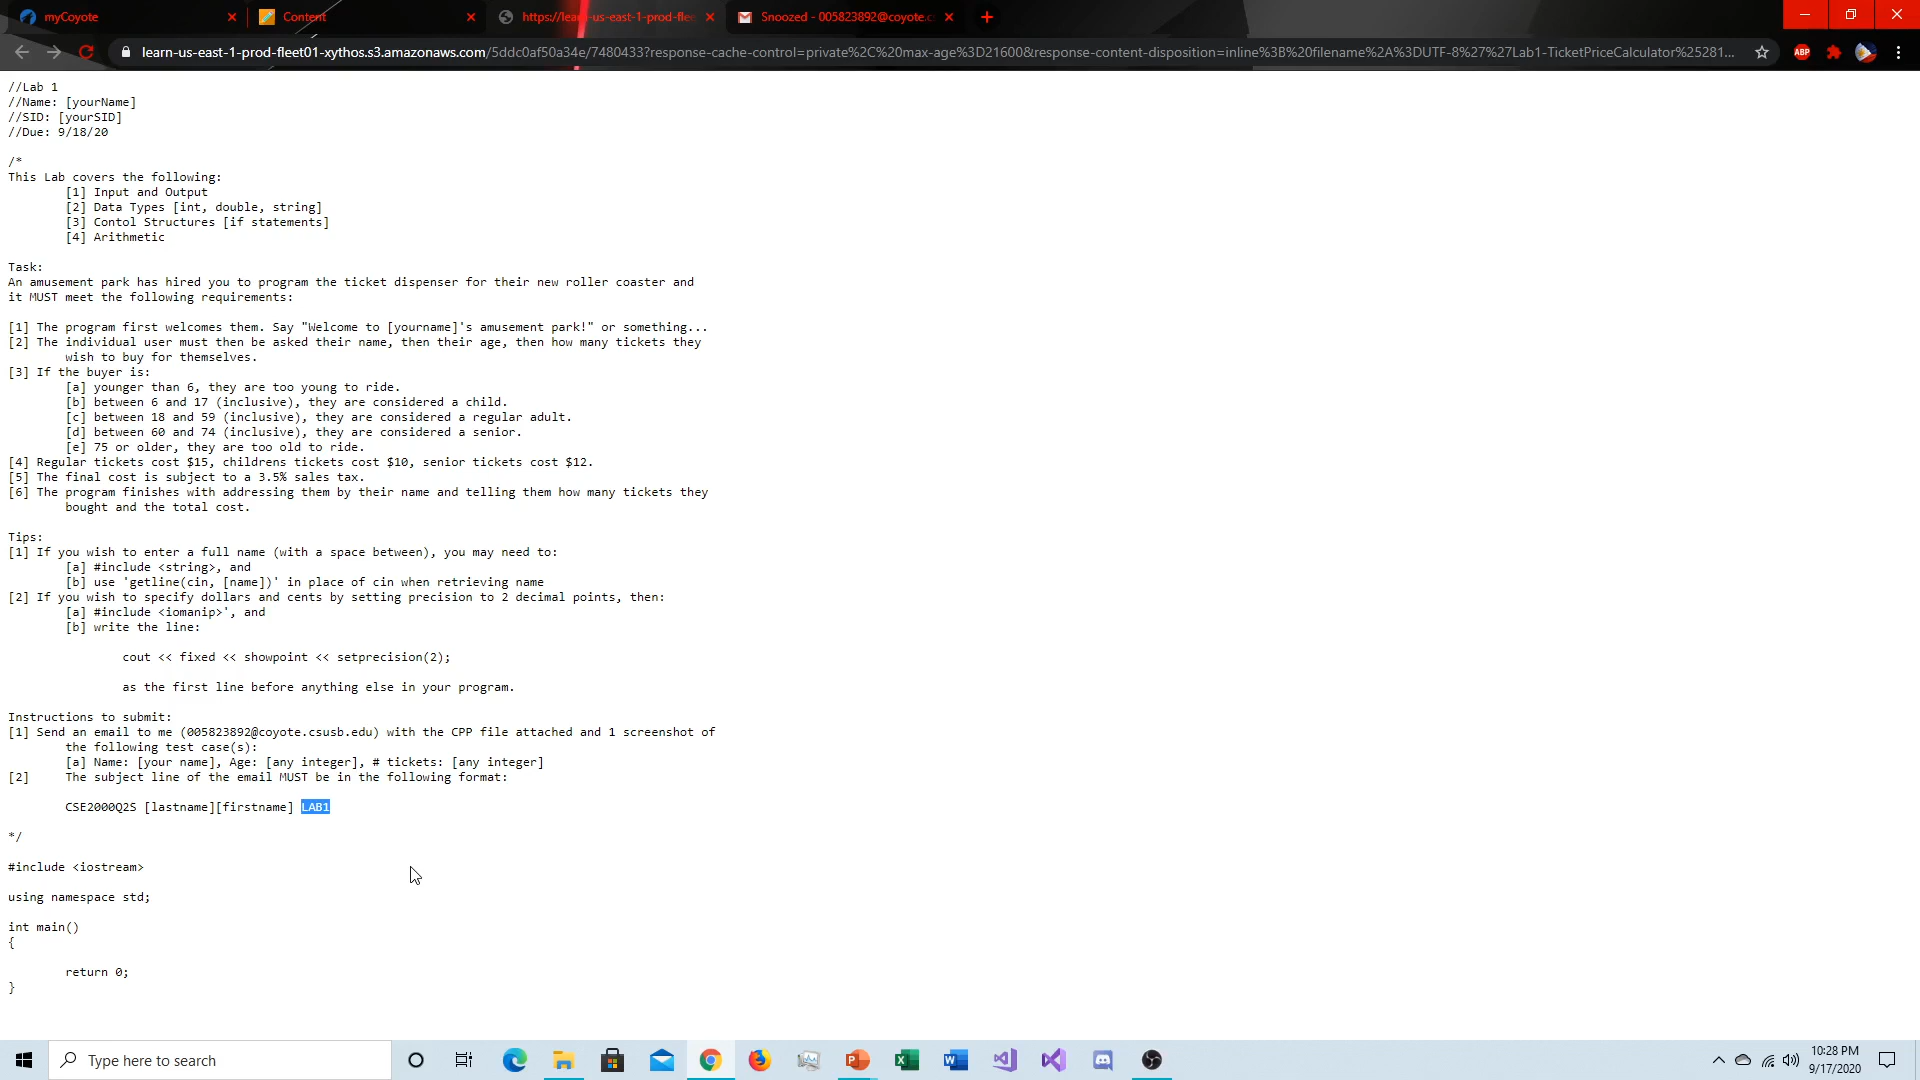 myCoyote
Content
https://learn-us-east-1-prod-flee
Snoozed - 005823892@coyote.c
learn-us-east-1-prod-fleet01-xythos.s3.amazonaws.com/5ddc0af50a34e/7480433?response-cache-control=private%2C%20max-age%3D21600&response-content-disposition=inline%3B%20filename%2A%3DUTF-8%27%27Lab1-TicketPriceCalculator%25281...
ABP
//Lab 1
//Name: [yourName]
//SID: [yourSID]
//Due: 9/18/20
/*
This Lab covers the following:
[1] Input and Output
[2] Data Types [int, double, string]
[3] Contol Structures [if statements]
[4] Arithmetic
Task:
An amusement park has hired you to program the ticket dispenser for their new roller coaster and
it MUST meet the following requirements:
[1] The program first welcomes them. Say "Welcome to [yourname]'s amusement park!" or something...
[2] The individual user must then be asked their name, then their age, then how many tickets they
wish to buy for themselves.
[3] If the buyer is:
[a] younger than 6, they are too young to ride.
[b] between 6 and 17 (inclusive), they are considered a child.
[c] between 18 and 59 (inclusive), they are considered a regular adult.
[d] between 60 and 74 (inclusive), they are considered a senior.
[e] 75 or older, they are too old to ride.
[4] Regular tickets cost $15, childrens tickets cost $10, senior tickets cost $12.
[5] The final cost is subject to a 3.5% sales tax.
[6] The program finishes with addressing them by their name and telling them how many tickets they
bought and the total cost.
Tips:
[1] If you wish to enter a full name (with a space between), you may need to:
[a] #include <string>, and
[b] use 'getline(cin, [name])' in place of cin when retrieving name
[2] If you wish to specify dollars and cents by setting precision to 2 decimal points, then:
[a] #include <iomanip>', and
[b] write the line:
cout << fixed << showpoint << setprecision(2);
as the first line before anything else in your program.
Instructions to submit:
[1] Send an email to me (005823892@coyote.csusb.edu) with the CPP file attached and 1 screenshot of
the following test case(s):
[a] Name: [your name], Age: [any integer], # tickets: [any integer]
[2] The subject line of the email MUST be in the following format:
CSE2000Q2S [lastname][firstname] LAB1
*/
#include <iostream>
using namespace std;
int main()
{
return 0;
}
Type here to search
10:28 PM
9/17/2020